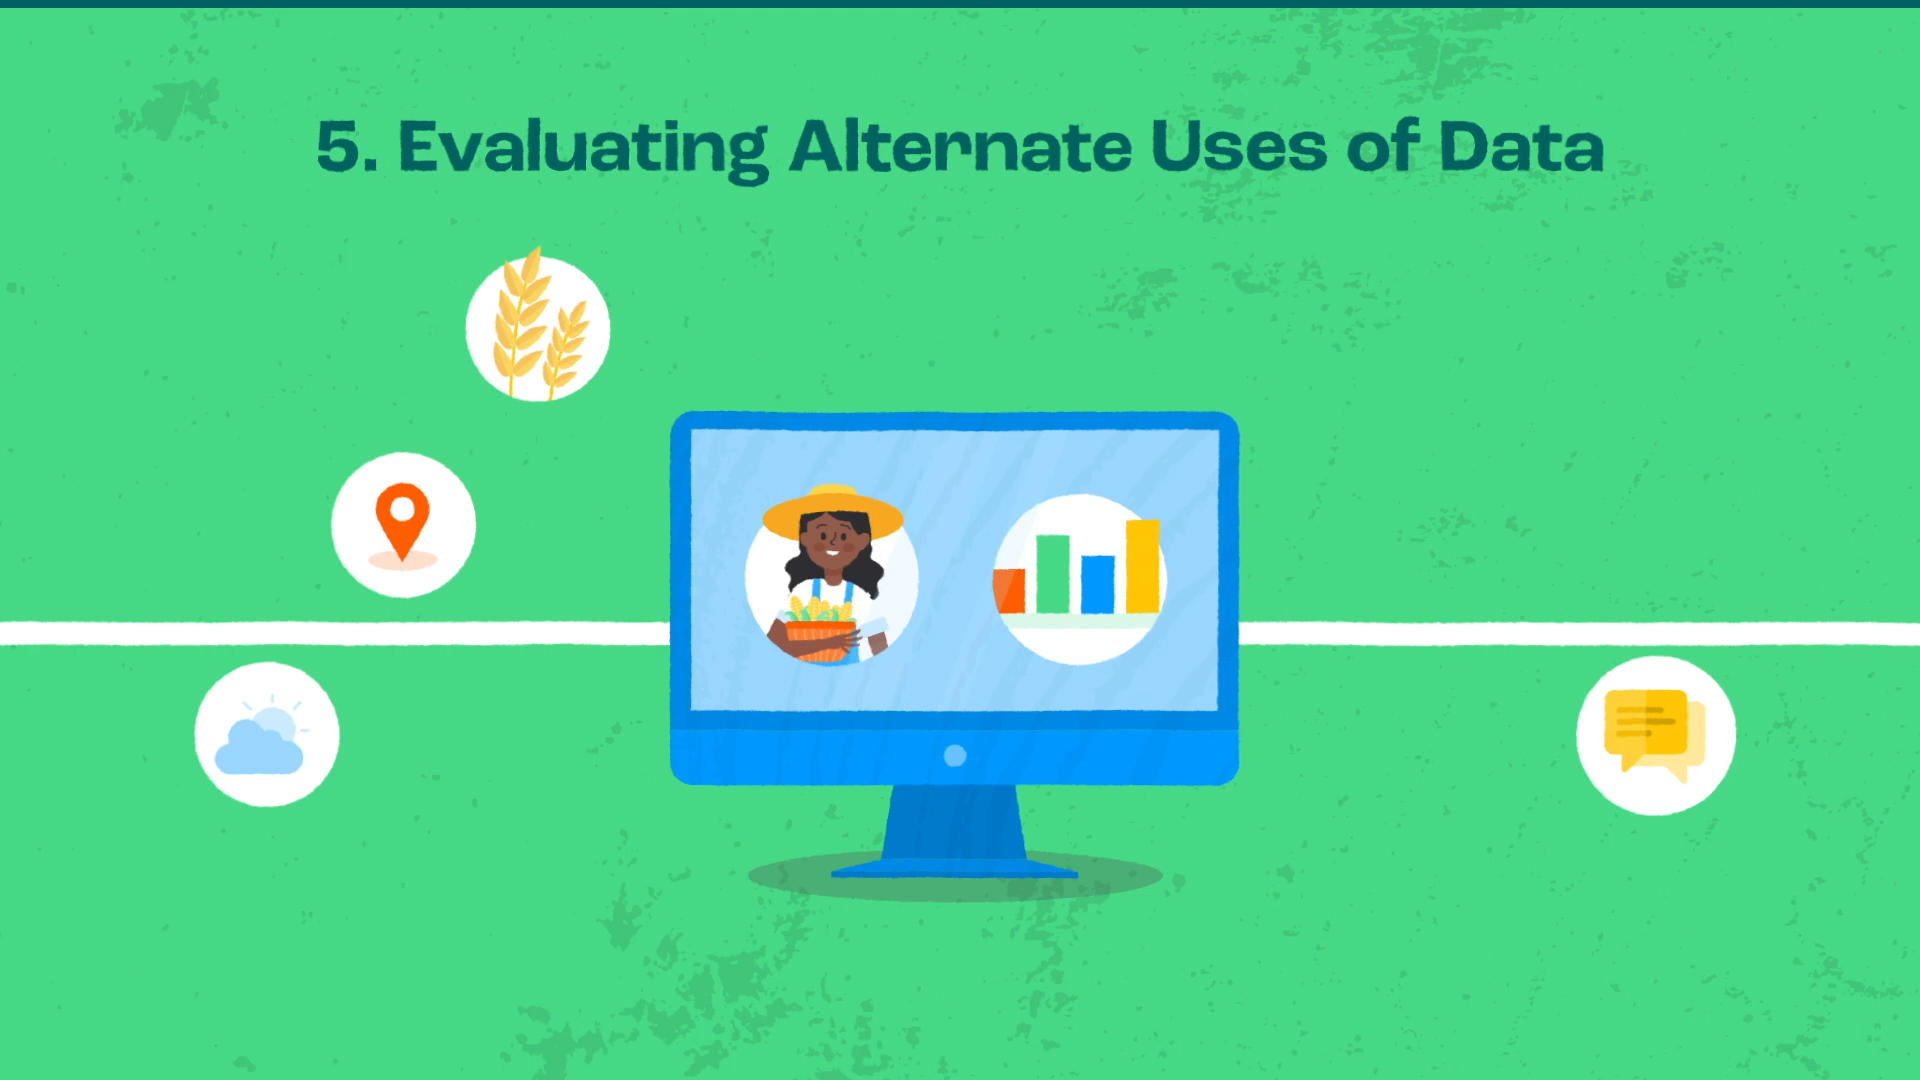 5. Evaluating Alternate Uses of Data